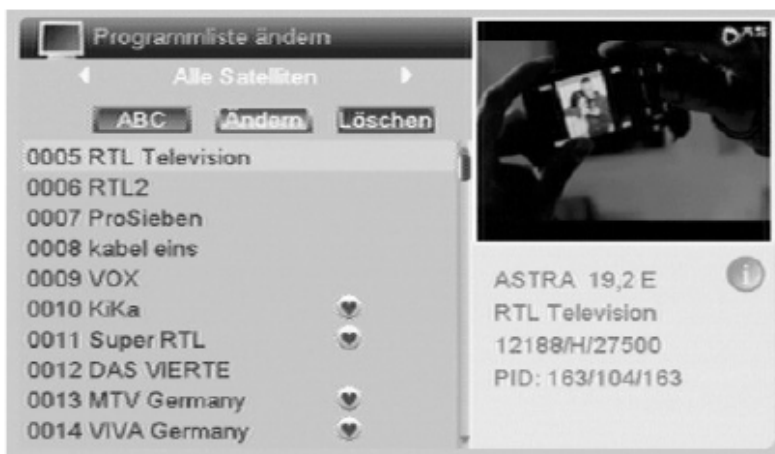 Programmliste ändern
Alle Satelliten
ABC Ändern Löschen
0005 RTL Television
0006 RTL2
0007 ProSieben
0008 kabel eins
0009 VOX
0010 KiKa
0011 Super RTL
0012 DAS VIERTE
0013 MTV Germany
0014 VIVA Germany
ASTRA 19,2 E
RTL Television
12188/H/27500
PID: 163/104/163